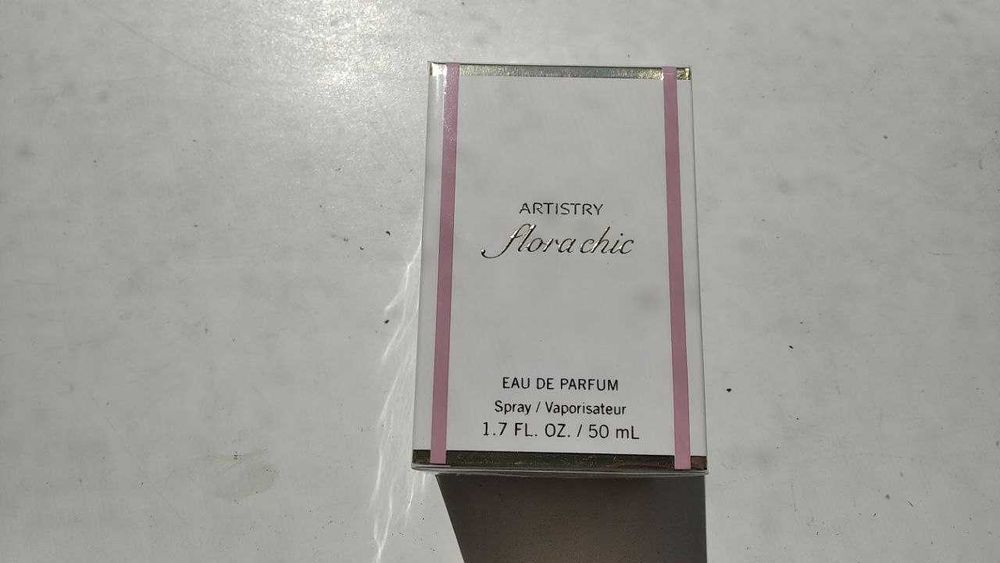 ARTISTRY
flora chic
EAU DE PARFUM
Spray / Vaporisateur
1.7 FL. OZ. / 50 mL